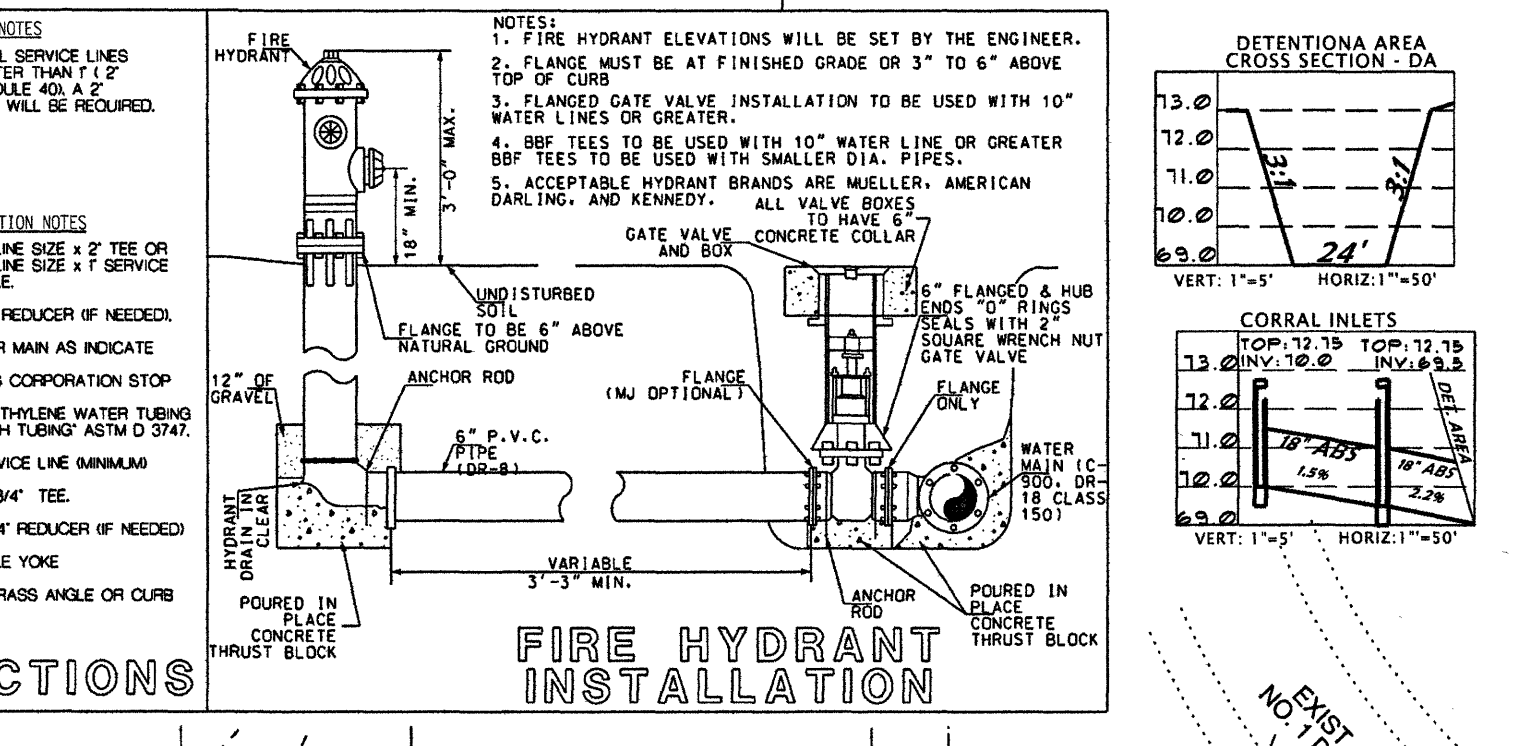 NOTES
L SERVICE LINES
TER THAN 1" ( 2"
DULE 40). A 2"
WILL BE REQUIRED.
TION NOTES
LINE SIZE x 2" TEE OR
LINE SIZE x 1" SERVICE
E.
REDUCER (IF NEEDED).
R MAIN AS INDICATE
S CORPORATION STOP
THYLENE WATER TUBING
H TUBING" ASTM D 3747.
VICE LINE (MINIMUM)
3/4" TEE.
4" REDUCER (IF NEEDED)
LE YOKE
RASS ANGLE OR CURB
CTIONS
FIRE
HYDRANT
3'-0" MAX.
18" MIN.
NOTES:
1. FIRE HYDRANT ELEVATIONS WILL BE SET BY THE ENGINEER.
2. FLANGE MUST BE AT FINISHED GRADE OR 3" TO 6" ABOVE
TOP OF CURB
3. FLANGED GATE VALVE INSTALLATION TO BE USED WITH 10"
WATER LINES OR GREATER.
4. BBF TEES TO BE USED WITH 10" WATER LINE OR GREATER
BBF TEES TO BE USED WITH SMALLER DIA. PIPES.
5. ACCEPTABLE HYDRANT BRANDS ARE MUELLER, AMERICAN
DARLING, AND KENNEDY.
ALL VALVE BOXES
TO HAVE 6"
CONCRETE COLLAR
GATE VALVE
AND BOX
UNDISTURBED
SOIL
FLANGE TO BE 6" ABOVE
NATURAL GROUND
6" FLANGED & HUB
ENDS "O" RINGS
SEALS WITH 2"
SQUARE WRENCH NUT
GATE VALVE
12" OF
GRAVEL
ANCHOR ROD
FLANGE
(MJ OPTIONAL)
FLANGE
ONLY
6" P.V.C.
PIPE
(DR-8)
WATER
MAIN (C-
900, DR-
18 CLASS
150)
HYDRANT
DRAIN IN
CLEAR
VARIABLE
3'-3" MIN.
POURED IN
PLACE
CONCRETE
THRUST BLOCK
ANCHOR
ROD
POURED IN
PLACE
CONCRETE
THRUST BLOCK
FIRE HYDRANT
INSTALLATION
DETENTIONA AREA
CROSS SECTION - DA
73.0
72.0
71.0
70.0
69.0
3:1
3:1
24'
VERT: 1"=5' HORIZ:1"'=50'
CORRAL INLETS
TOP:72.75 TOP:72.75
INV:70.0 INV:69.5
73.0
72.0
71.0
70.0
69.0
18" ABS
1.5%
18" ABS
2.2%
DET. AREA
VERT: 1"=5' HORIZ:1"'=50'
EXIST
NO. 1